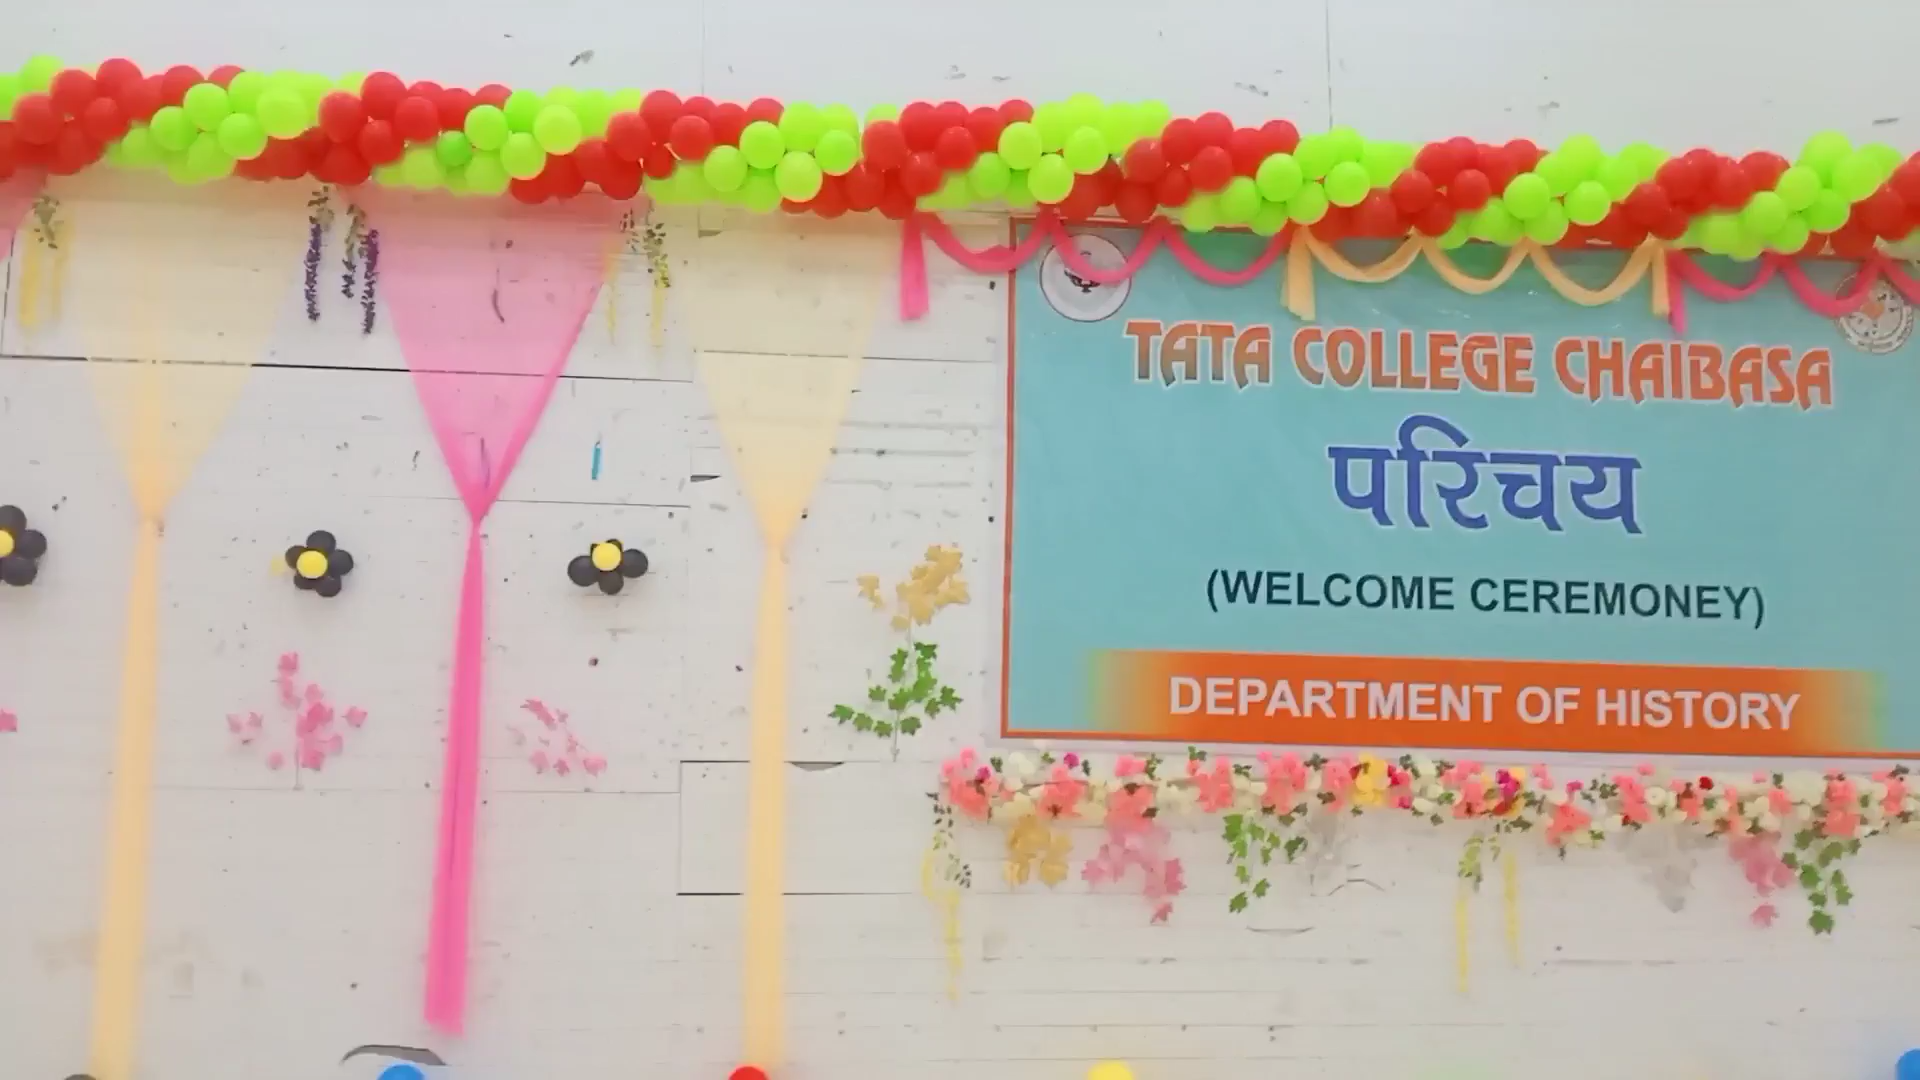 TATA COLLEGE CHAIBASA
परिचय
(WELCOME CEREMONEY)
DEPARTMENT OF HISTORY